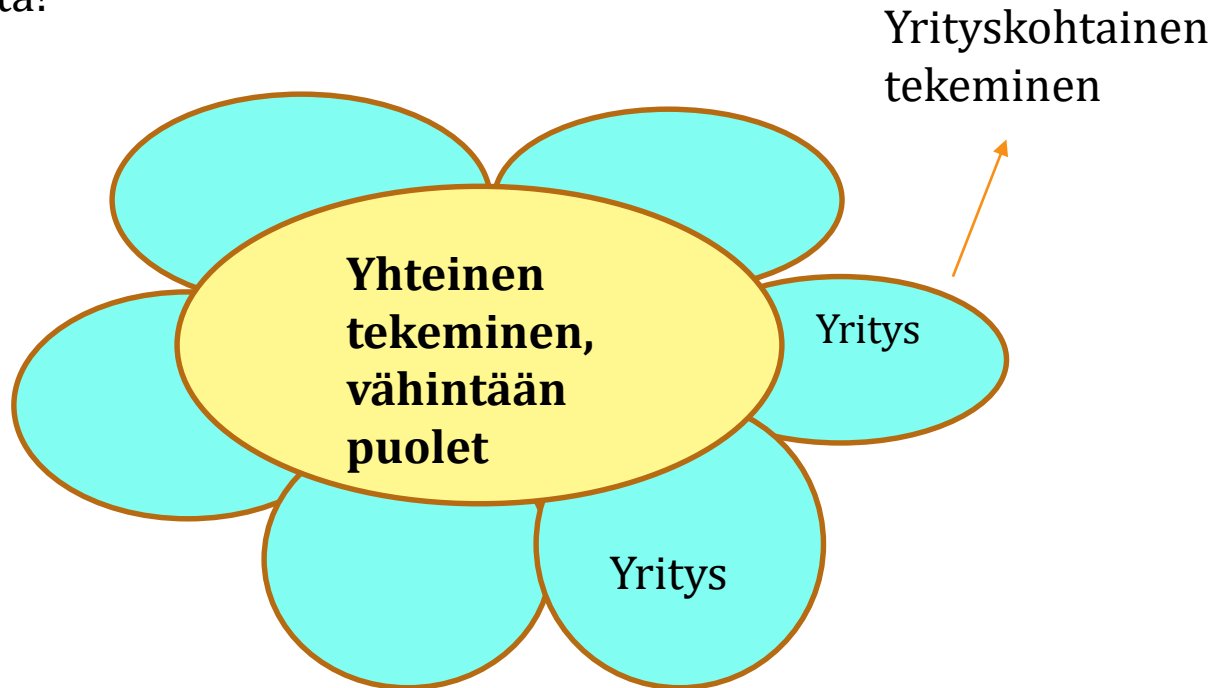 Yrityskohtainen
tekeminen
Yhteinen
tekeminen,
vähintään
puolet
Yritys
Yritys